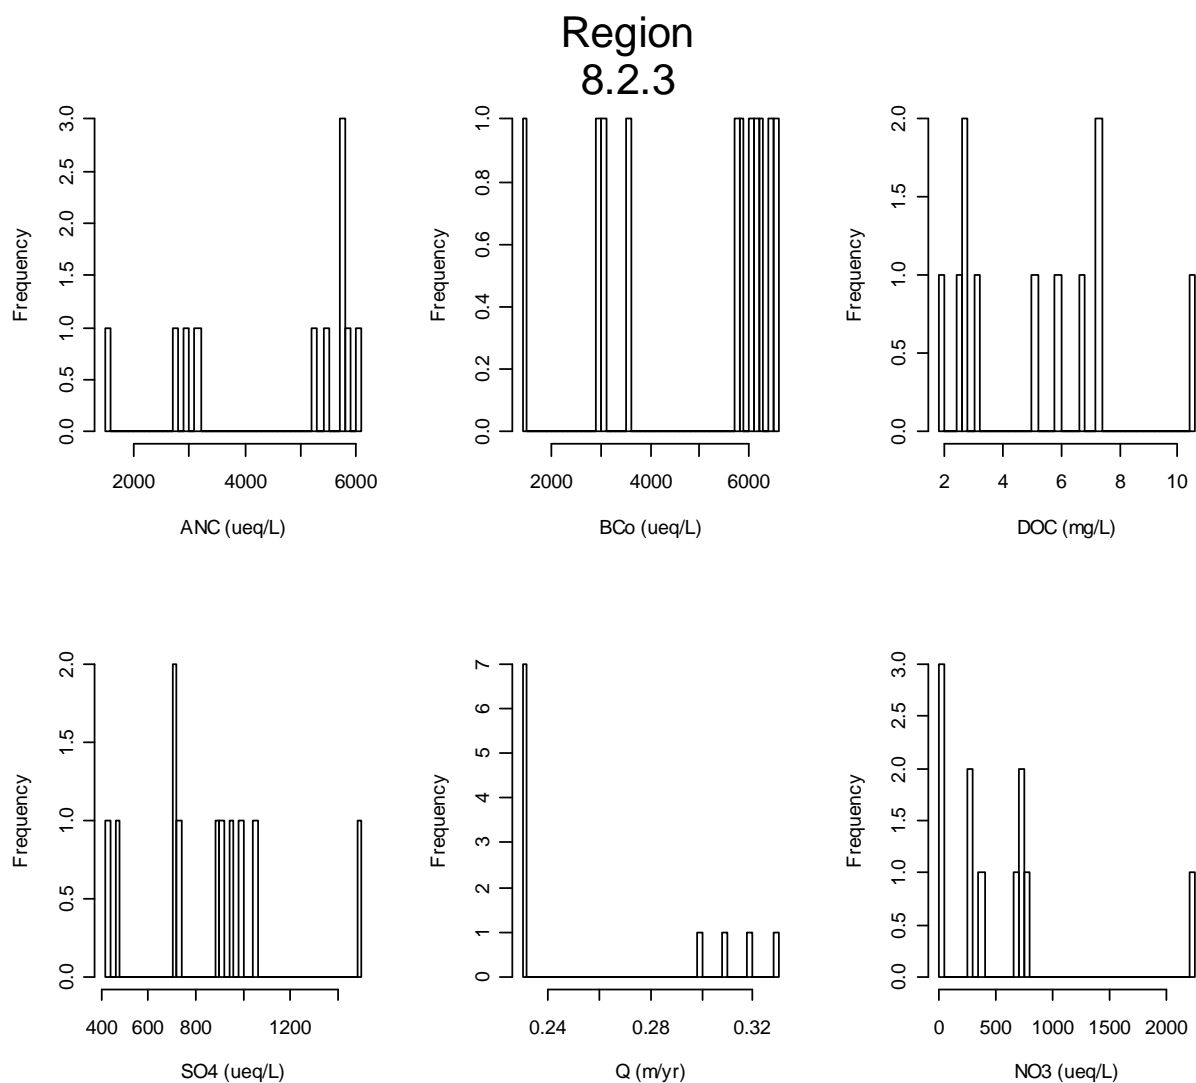 Region
8.2.3
Frequency
0.0 0.5 1.0 1.5 2.0 2.5 3.0
2000 4000 6000
ANC (ueq/L)
Frequency
0.0 0.2 0.4 0.6 0.8 1.0
2000 4000 6000
BCo (ueq/L)
Frequency
0.0 0.5 1.0 1.5 2.0
2 4 6 8 10
DOC (mg/L)
Frequency
0.0 0.5 1.0 1.5 2.0
400 600 800 1200
SO4 (ueq/L)
Frequency
0 1 2 3 4 5 6 7
0.24 0.28 0.32
Q (m/yr)
Frequency
0.0 0.5 1.0 1.5 2.0 2.5 3.0
0 500 1000 1500 2000
NO3 (ueq/L)